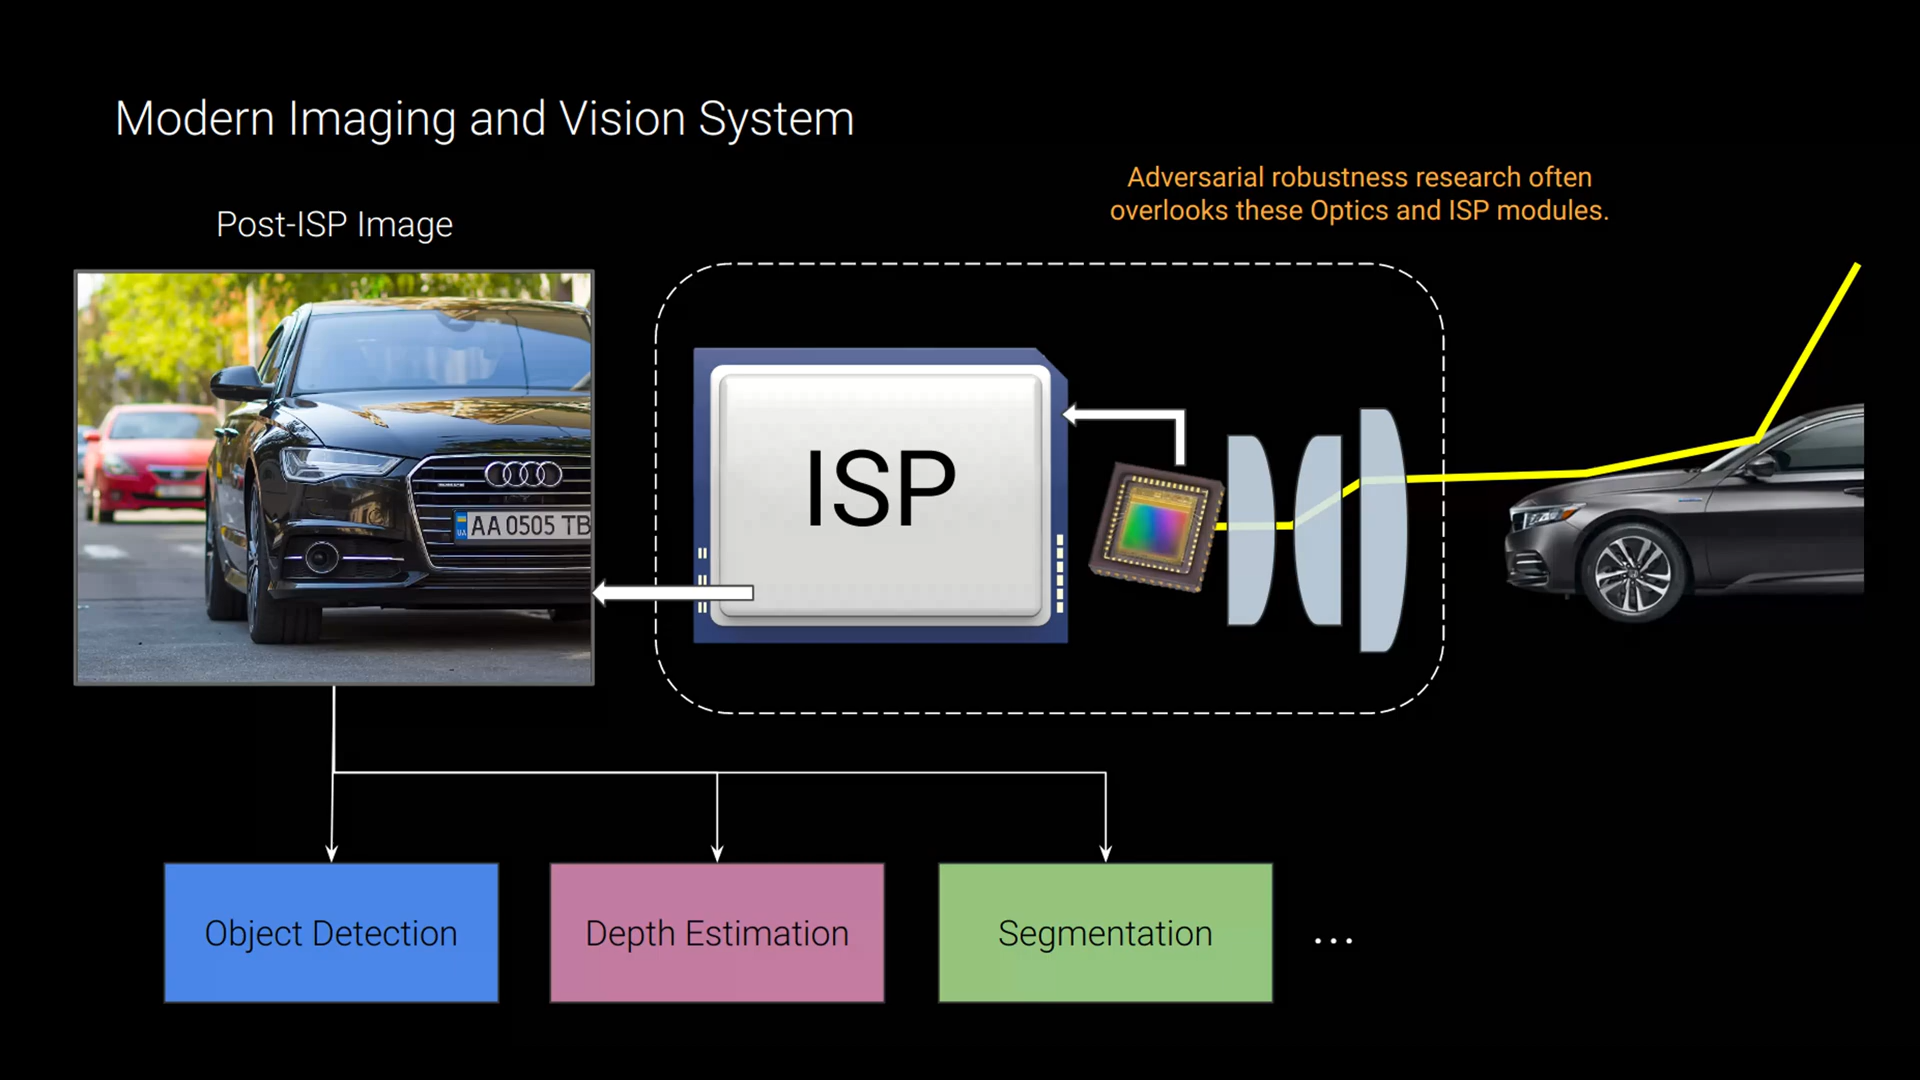 Modern Imaging and Vision System
Adversarial robustness research often
overlooks these Optics and ISP modules.
Post-ISP Image
ISP
UA
AA 0505 TB
Object Detection
Depth Estimation
Segmentation
...